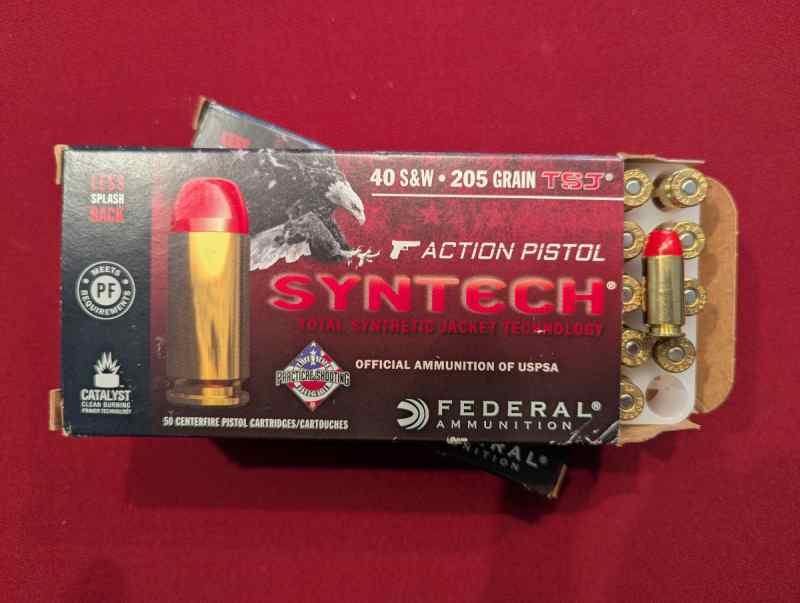 LESS
SPLASH
BACK
40 S&W • 205 GRAIN TSJ®
ACTION PISTOL
SYNTECH®
TOTAL SYNTHETIC JACKET TECHNOLOGY
MEETS
PF
REQUIREMENTS
PRACTICAL SHOOTING
OFFICIAL AMMUNITION OF USPSA
CATALYST
CLEAN BURNING
PRIMER TECHNOLOGY
50 CENTERFIRE PISTOL CARTRIDGES/CARTOUCHES
FEDERAL®
AMMUNITION